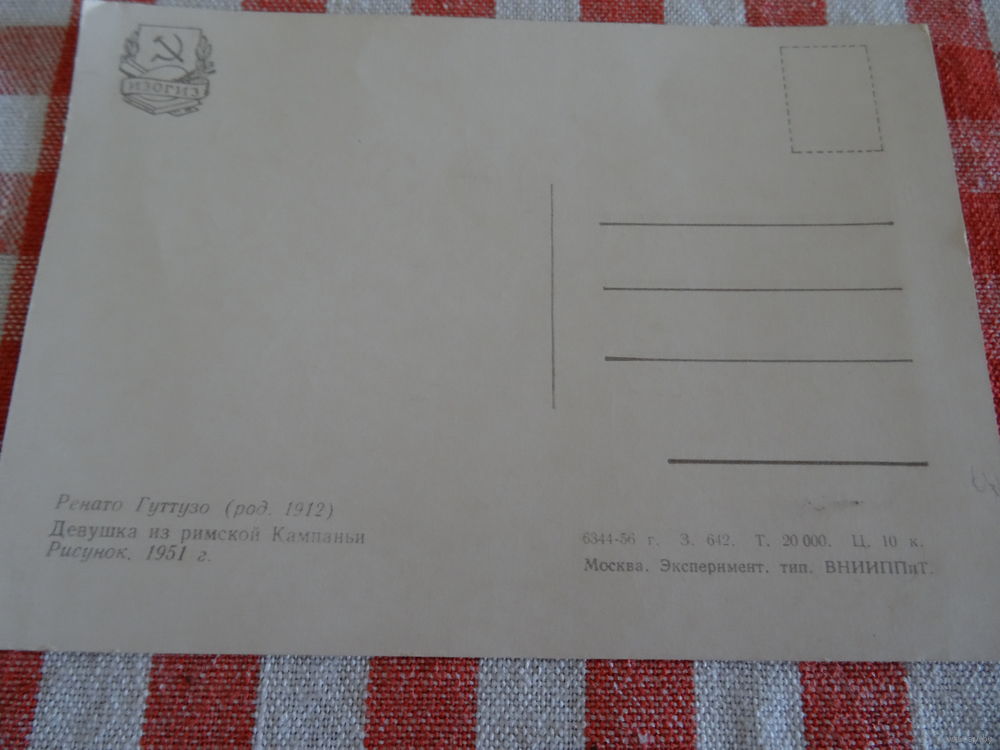 ИЗОГИЗ
Ренато Гуттузо (род. 1912)
Девушка из римской Кампаньи
Рисунок. 1951 г.
6344-56 г. З. 642. Т. 20 000. Ц. 10 к.
Москва. Эксперимент. тип. ВНИИППиТ.